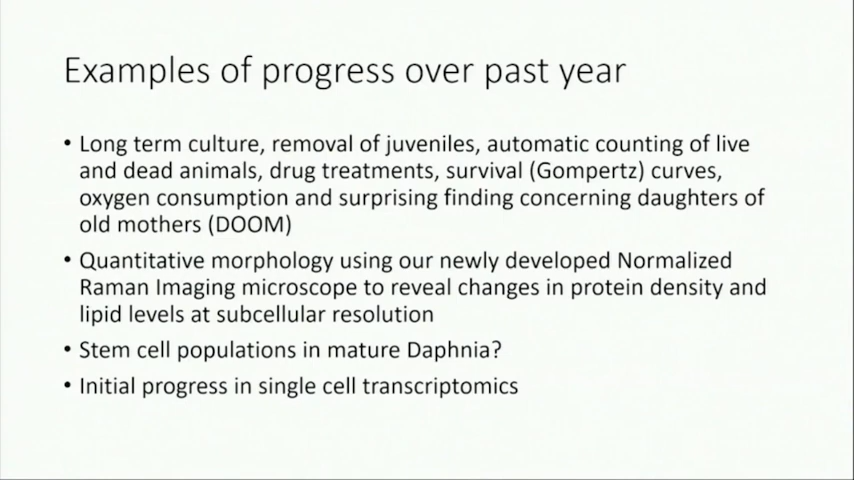 Examples of progress over past year
• Long term culture, removal of juveniles, automatic counting of live
and dead animals, drug treatments, survival (Gompertz) curves,
oxygen consumption and surprising finding concerning daughters of
old mothers (DOOM)
• Quantitative morphology using our newly developed Normalized
Raman Imaging microscope to reveal changes in protein density and
lipid levels at subcellular resolution
• Stem cell populations in mature Daphnia?
• Initial progress in single cell transcriptomics